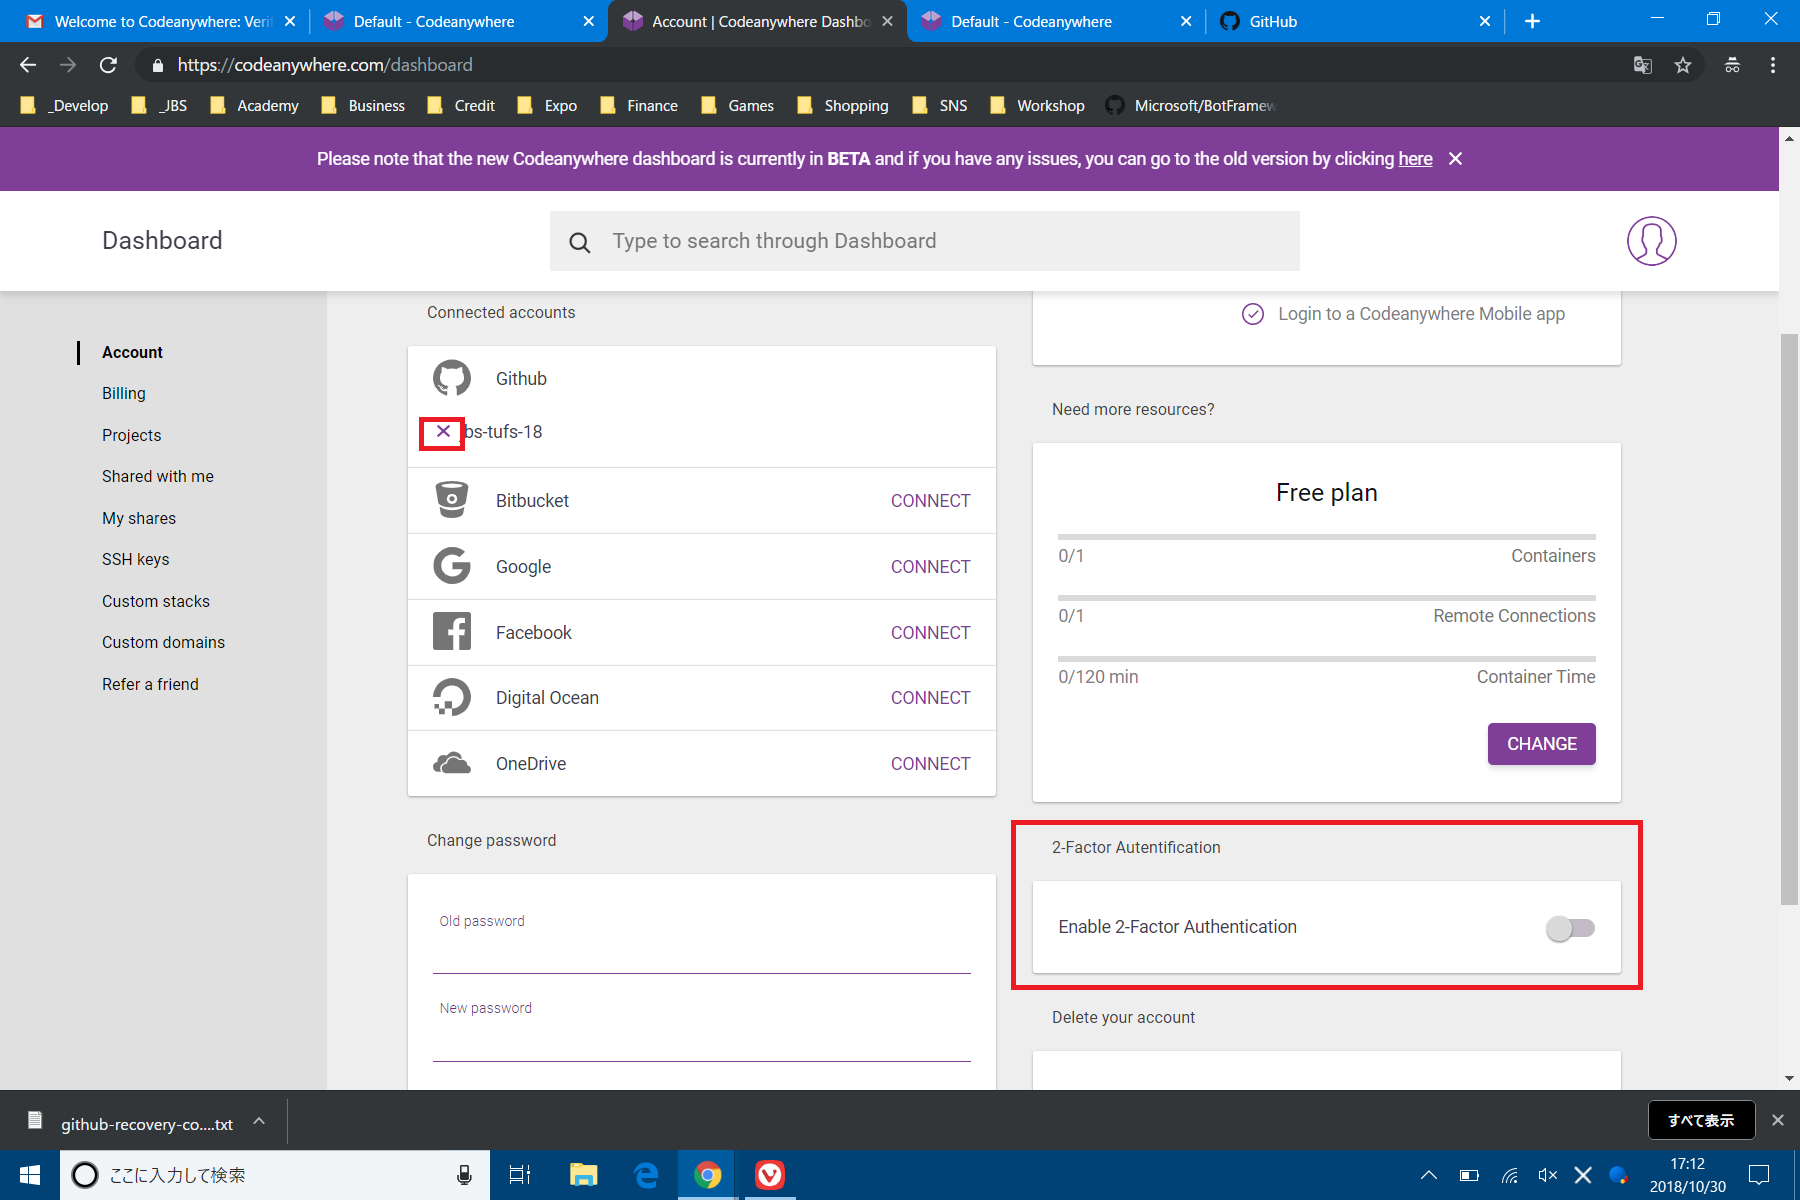 Welcome to Codeanywhere: Veri
Default - Codeanywhere
Account | Codeanywhere Dashbo
Default - Codeanywhere
GitHub
https://codeanywhere.com/dashboard
_Develop
_JBS
Academy
Business
Credit
Expo
Finance
Games
Shopping
SNS
Workshop
Microsoft/BotFramew
Please note that the new Codeanywhere dashboard is currently in BETA and if you have any issues, you can go to the old version by clicking here
Dashboard
Type to search through Dashboard
Account
Billing
Projects
Shared with me
My shares
SSH keys
Custom stacks
Custom domains
Refer a friend
Connected accounts
Github
bs-tufs-18
Bitbucket CONNECT
Google CONNECT
Facebook CONNECT
Digital Ocean CONNECT
OneDrive CONNECT
Change password
Old password
New password
Login to a Codeanywhere Mobile app
Need more resources?
Free plan
0/1 Containers
0/1 Remote Connections
0/120 min Container Time
CHANGE
2-Factor Autentification
Enable 2-Factor Authentication
Delete your account
github-recovery-co....txt
すべて表示
ここに入力して検索
17:12
2018/10/30